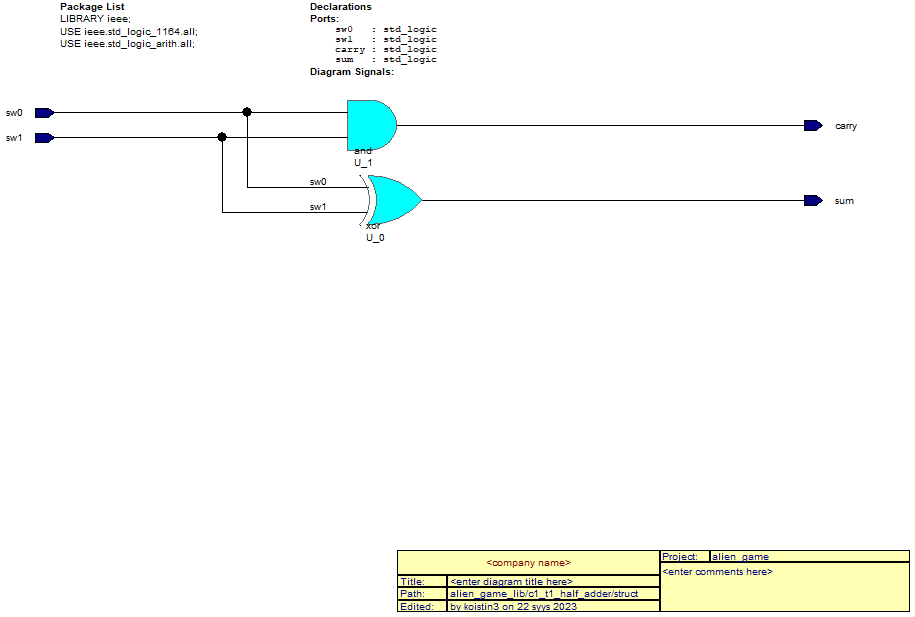 Package List
LIBRARY ieee;
USE ieee.std_logic_1164.all;
USE ieee.std_logic_arith.all;
Declarations
Ports:
sw0 : std_logic
sw1 : std_logic
carry : std_logic
sum : std_logic
Diagram Signals:
sw0
sw1
carry
and
U_1
sw0
sw1
sum
xor
U_0
<company name>
Title: <enter diagram title here>
Path: alien_game_lib/c1_t1_half_adder/struct
Edited: by koistin3 on 22 syys 2023
Project: alien_game
<enter comments here>